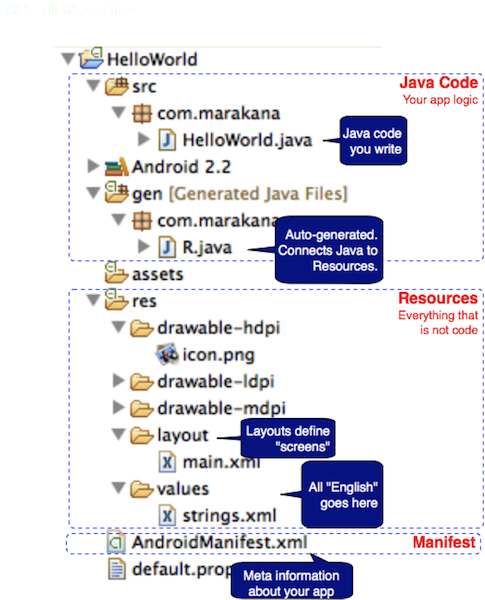 HelloWorld
Java Code
src
Your app logic
com.marakana
HelloWorld.java
Java code
you write
Android 2.2
gen [Generated Java Files]
com.marakana
Auto-generated.
Connects Java to
Resources.
R.java
assets
res
Resources
Everything that
is not code
drawable-hdpi
icon.png
drawable-ldpi
drawable-mdpi
layout
Layouts define
"screens"
main.xml
values
All "English"
goes here
strings.xml
AndroidManifest.xml
Manifest
default.prop
Meta information
about your app